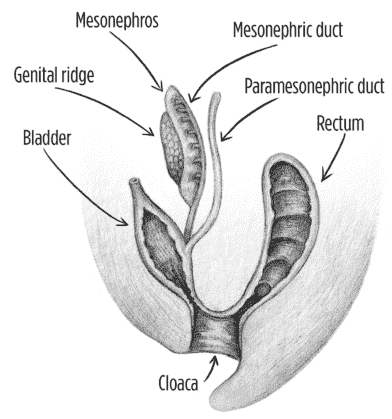 Mesonephros
Mesonephric duct
Genital ridge
Paramesonephric duct
Bladder
Rectum
Cloaca